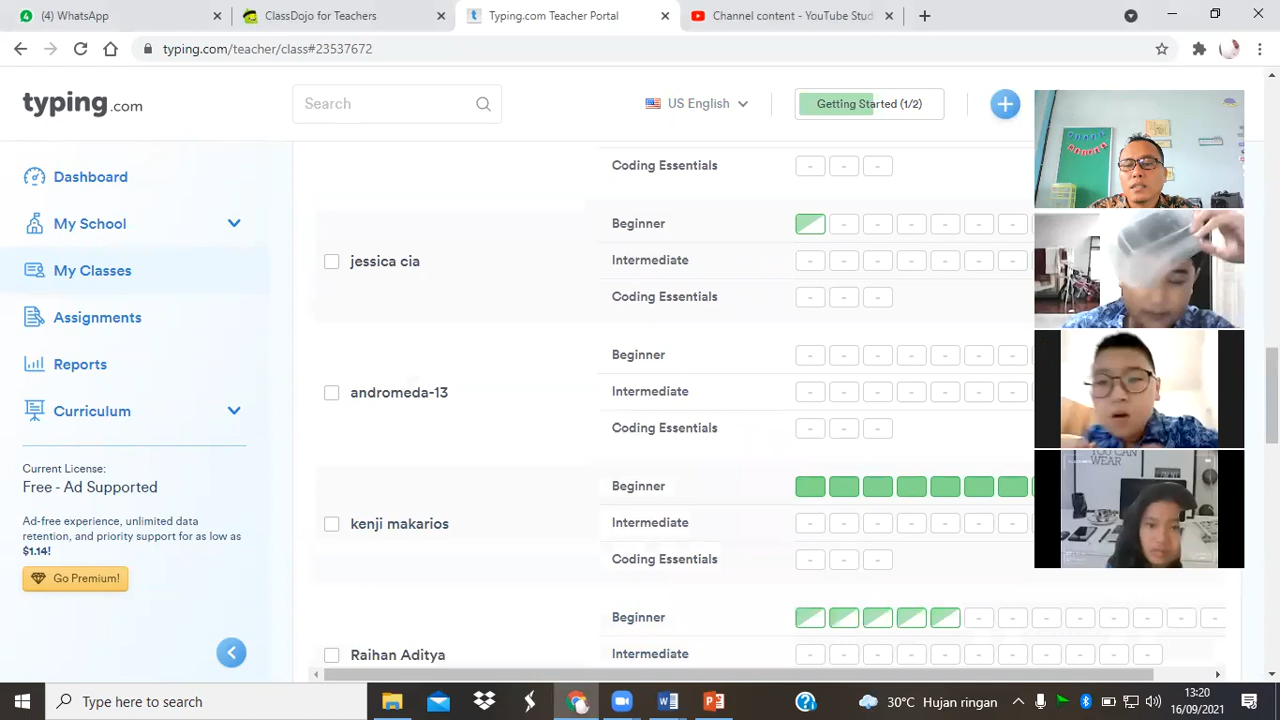 (4) WhatsApp
ClassDojo for Teachers
Typing.com Teacher Portal
Channel content - YouTube Stud
typing.com/teacher/class#23537672
typing.com
Search
US English
Getting Started (1/2)
Dashboard
My School
My Classes
Assignments
Reports
Curriculum
Current License:
Free - Ad Supported
Ad-free experience, unlimited data
retention, and priority support for as low as
$1.14!
Go Premium!
Coding Essentials
jessica cia
Beginner
Intermediate
Coding Essentials
andromeda-13
Beginner
Intermediate
Coding Essentials
kenji makarios
Beginner
Intermediate
Coding Essentials
Raihan Aditya
Beginner
Intermediate
YOU CAN
WEAR
Type here to search
30°C Hujan ringan
13:20
16/09/2021